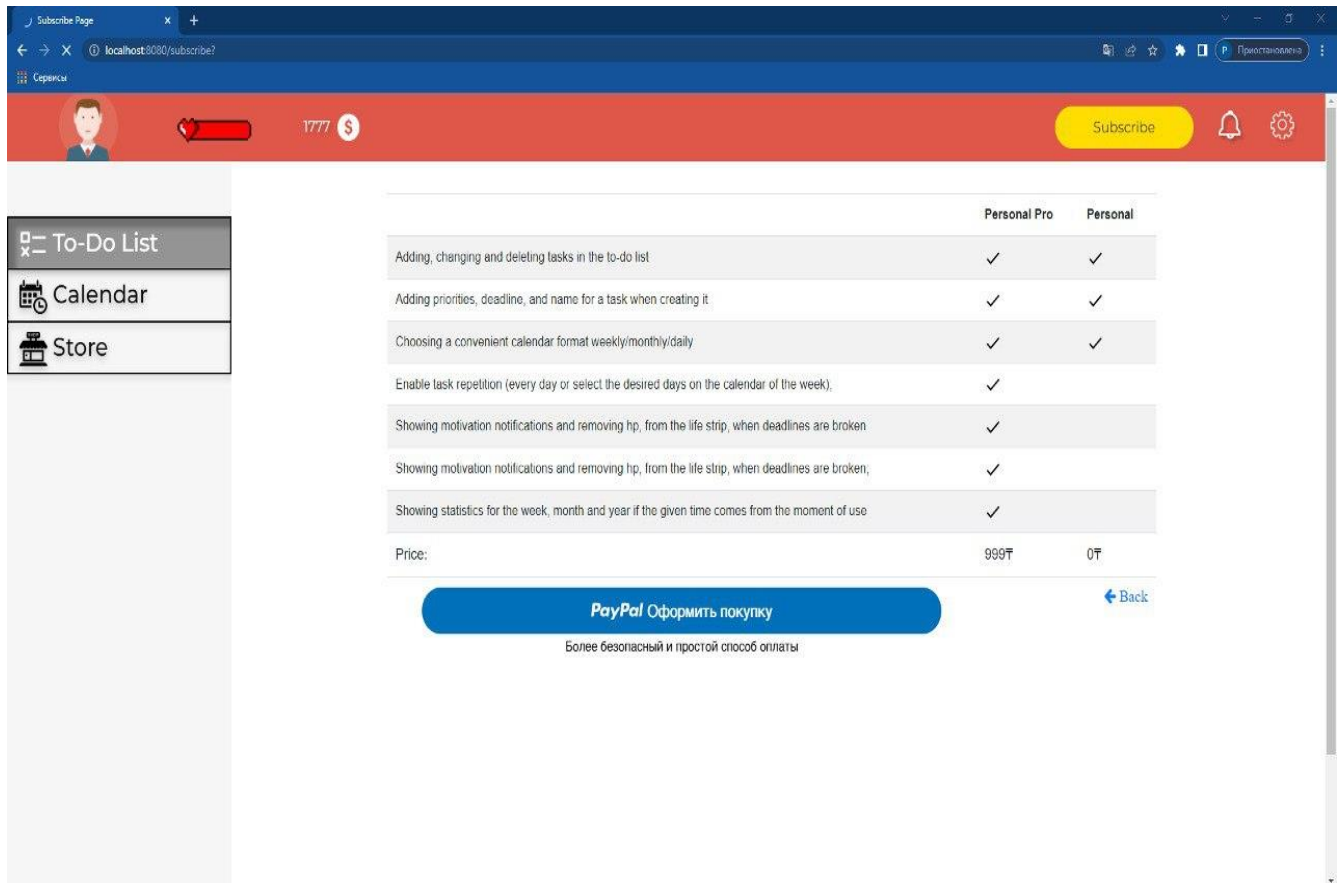 Subscribe Page
localhost:8080/subscribe?
P Приостановлена
Сервисы
1777 $ Subscribe
Personal Pro Personal
To-Do List
Calendar
Store
Adding, changing and deleting tasks in the to-do list
Adding priorities, deadline, and name for a task when creating it
Choosing a convenient calendar format weekly/monthly/daily
Enable task repetition (every day or select the desired days on the calendar of the week),
Showing motivation notifications and removing hp, from the life strip, when deadlines are broken
Showing motivation notifications and removing hp, from the life strip, when deadlines are broken;
Showing statistics for the week, month and year if the given time comes from the moment of use
Price: 999₸ 0₸
PayPal Оформить покупку
Back
Более безопасный и простой способ оплаты